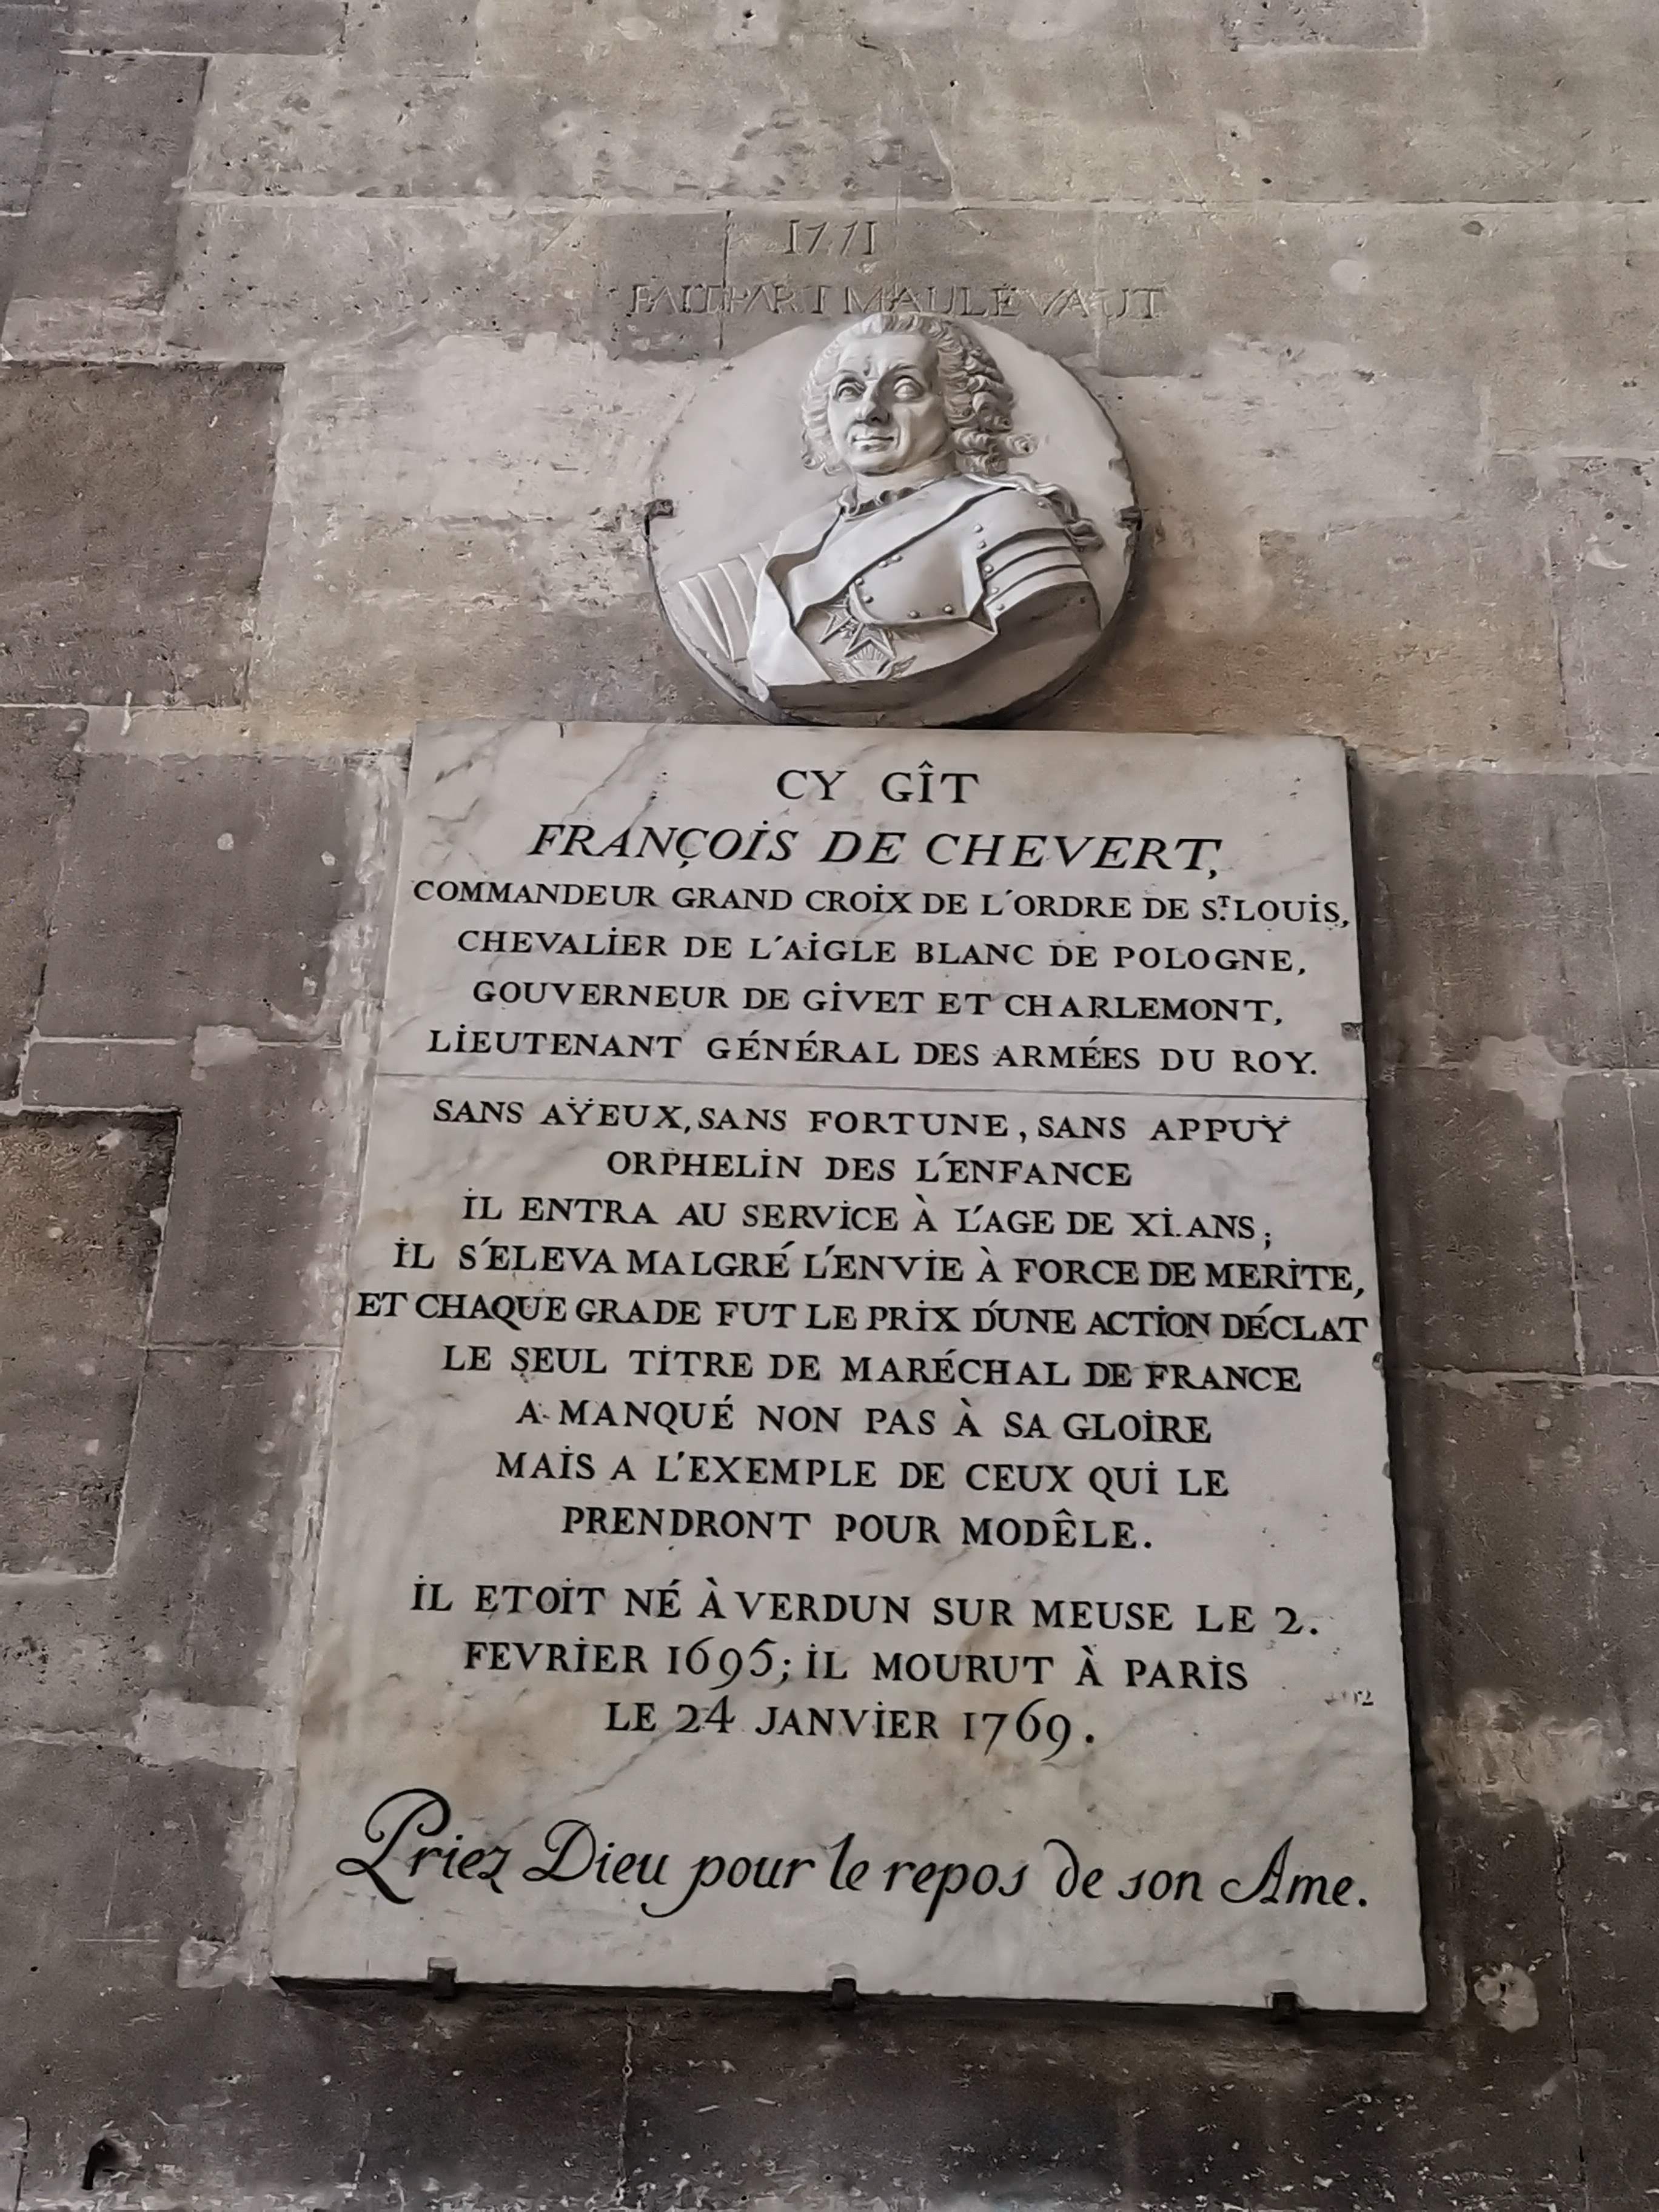 1771
FAIT PAR MAULEVAUT
CY GÎT
FRANÇOIS DE CHEVERT,
COMMANDEUR GRAND CROIX DE L'ORDRE DE ST. LOUIS,
CHEVALIER DE L'AIGLE BLANC DE POLOGNE,
GOUVERNEUR DE GIVET ET CHARLEMONT,
LIEUTENANT GÉNÉRAL DES ARMÉES DU ROY.
SANS AŸEUX, SANS FORTUNE, SANS APPUŸ
ORPHELIN DES L'ENFANCE
IL ENTRA AU SERVICE À L'AGE DE XI. ANS;
IL S'ELEVA MALGRÉ L'ENVIE À FORCE DE MERITE,
ET CHAQUE GRADE FUT LE PRIX D'UNE ACTION D'ÉCLAT
LE SEUL TITRE DE MARÉCHAL DE FRANCE
A MANQUÉ NON PAS À SA GLOIRE
MAIS A L'EXEMPLE DE CEUX QUI LE
PRENDRONT POUR MODÊLE.
IL ETOIT NÉ À VERDUN SUR MEUSE LE 2.
FEVRIER 1695; IL MOURUT À PARIS
LE 24 JANVIER 1769.
Priez Dieu pour le repos de son Ame.